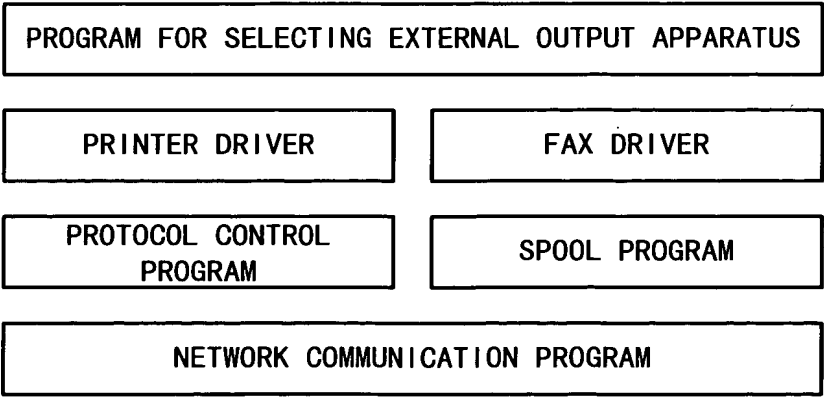 PROGRAM FOR SELECTING EXTERNAL OUTPUT APPARATUS
PRINTER DRIVER
FAX DRIVER
PROTOCOL CONTROL
PROGRAM
SPOOL PROGRAM
NETWORK COMMUNICATION PROGRAM